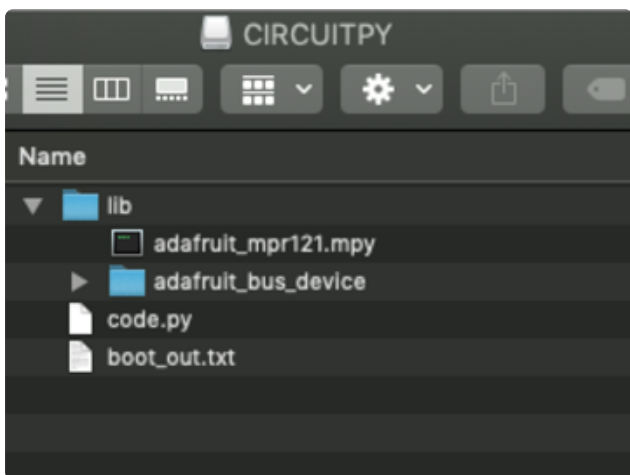 CIRCUITPY
Name
lib
adafruit_mpr121.mpy
adafruit_bus_device
code.py
boot_out.txt